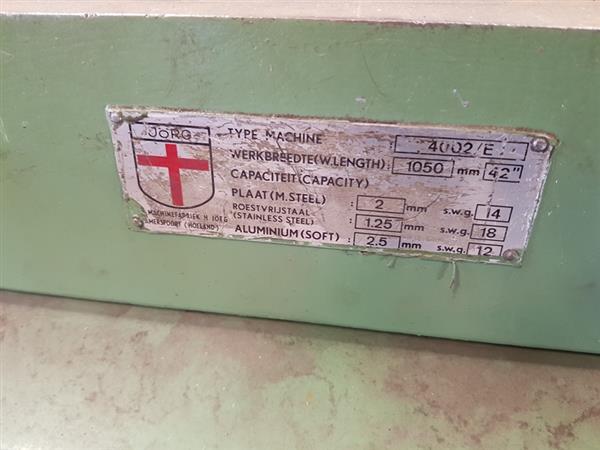 JÖRG
MACHINEFABRIEK H JÖRG
AMERSFOORT (HOLLAND)
TYPE MACHINE : 4002/E
WERKBREEDTE(W.LENGTH) : 1050 mm 42"
CAPACITEIT(CAPACITY)
PLAAT(M.STEEL) : 2 mm s.w.g. 14
ROESTVRIJSTAAL
(STAINLESS STEEL) : 1.25 mm s.w.g. 18
ALUMINIUM(SOFT) : 2.5 mm s.w.g. 12